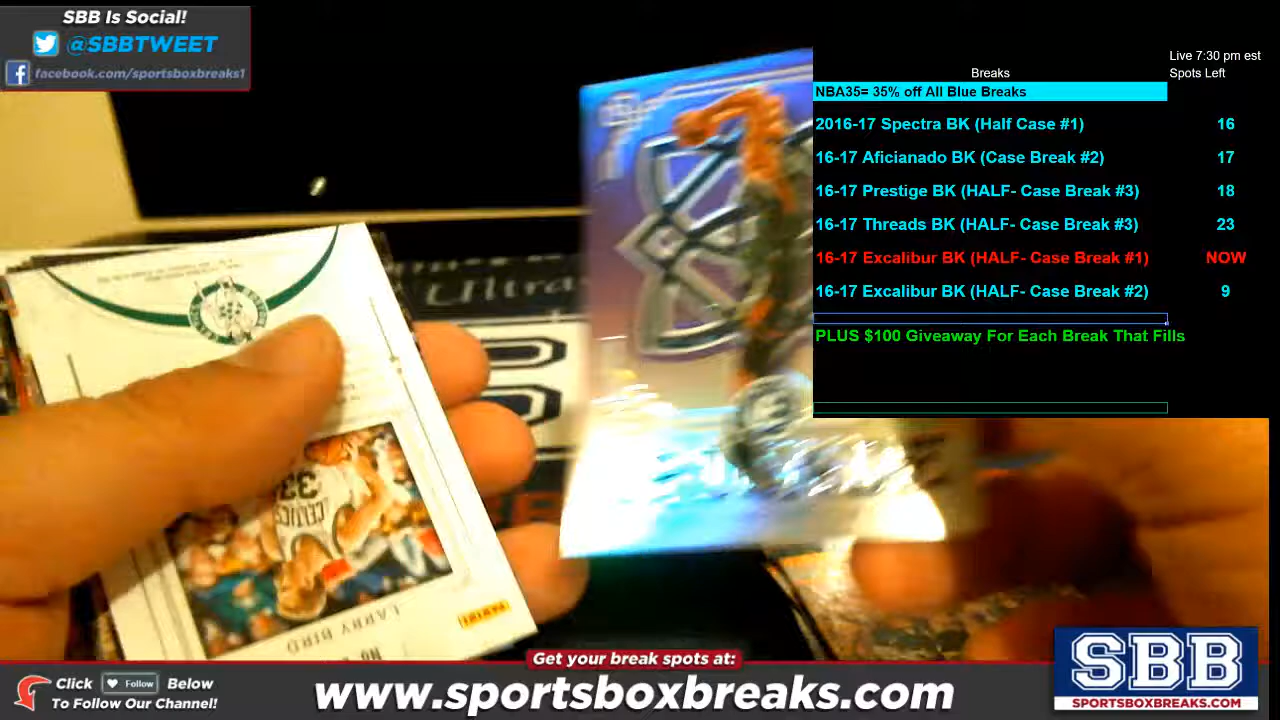 SBB Is Social!
@SBBTWEET
facebook.com/sportsboxbreaks1
Live 7:30 pm est
Breaks Spots Left
NBA35= 35% off All Blue Breaks
2016-17 Spectra BK (Half Case #1) 16
16-17 Aficianado BK (Case Break #2) 17
16-17 Prestige BK (HALF- Case Break #3) 18
16-17 Threads BK (HALF- Case Break #3) 23
16-17 Excalibur BK (HALF- Case Break #1) NOW
16-17 Excalibur BK (HALF- Case Break #2) 9
PLUS $100 Giveaway For Each Break That Fills
Ultra
33
CELTICS
LARRY BIRD
PANINI
Get your break spots at:
Click Follow Below
To Follow Our Channel!
www.sportsboxbreaks.com
SBB
SPORTSBOXBREAKS.COM